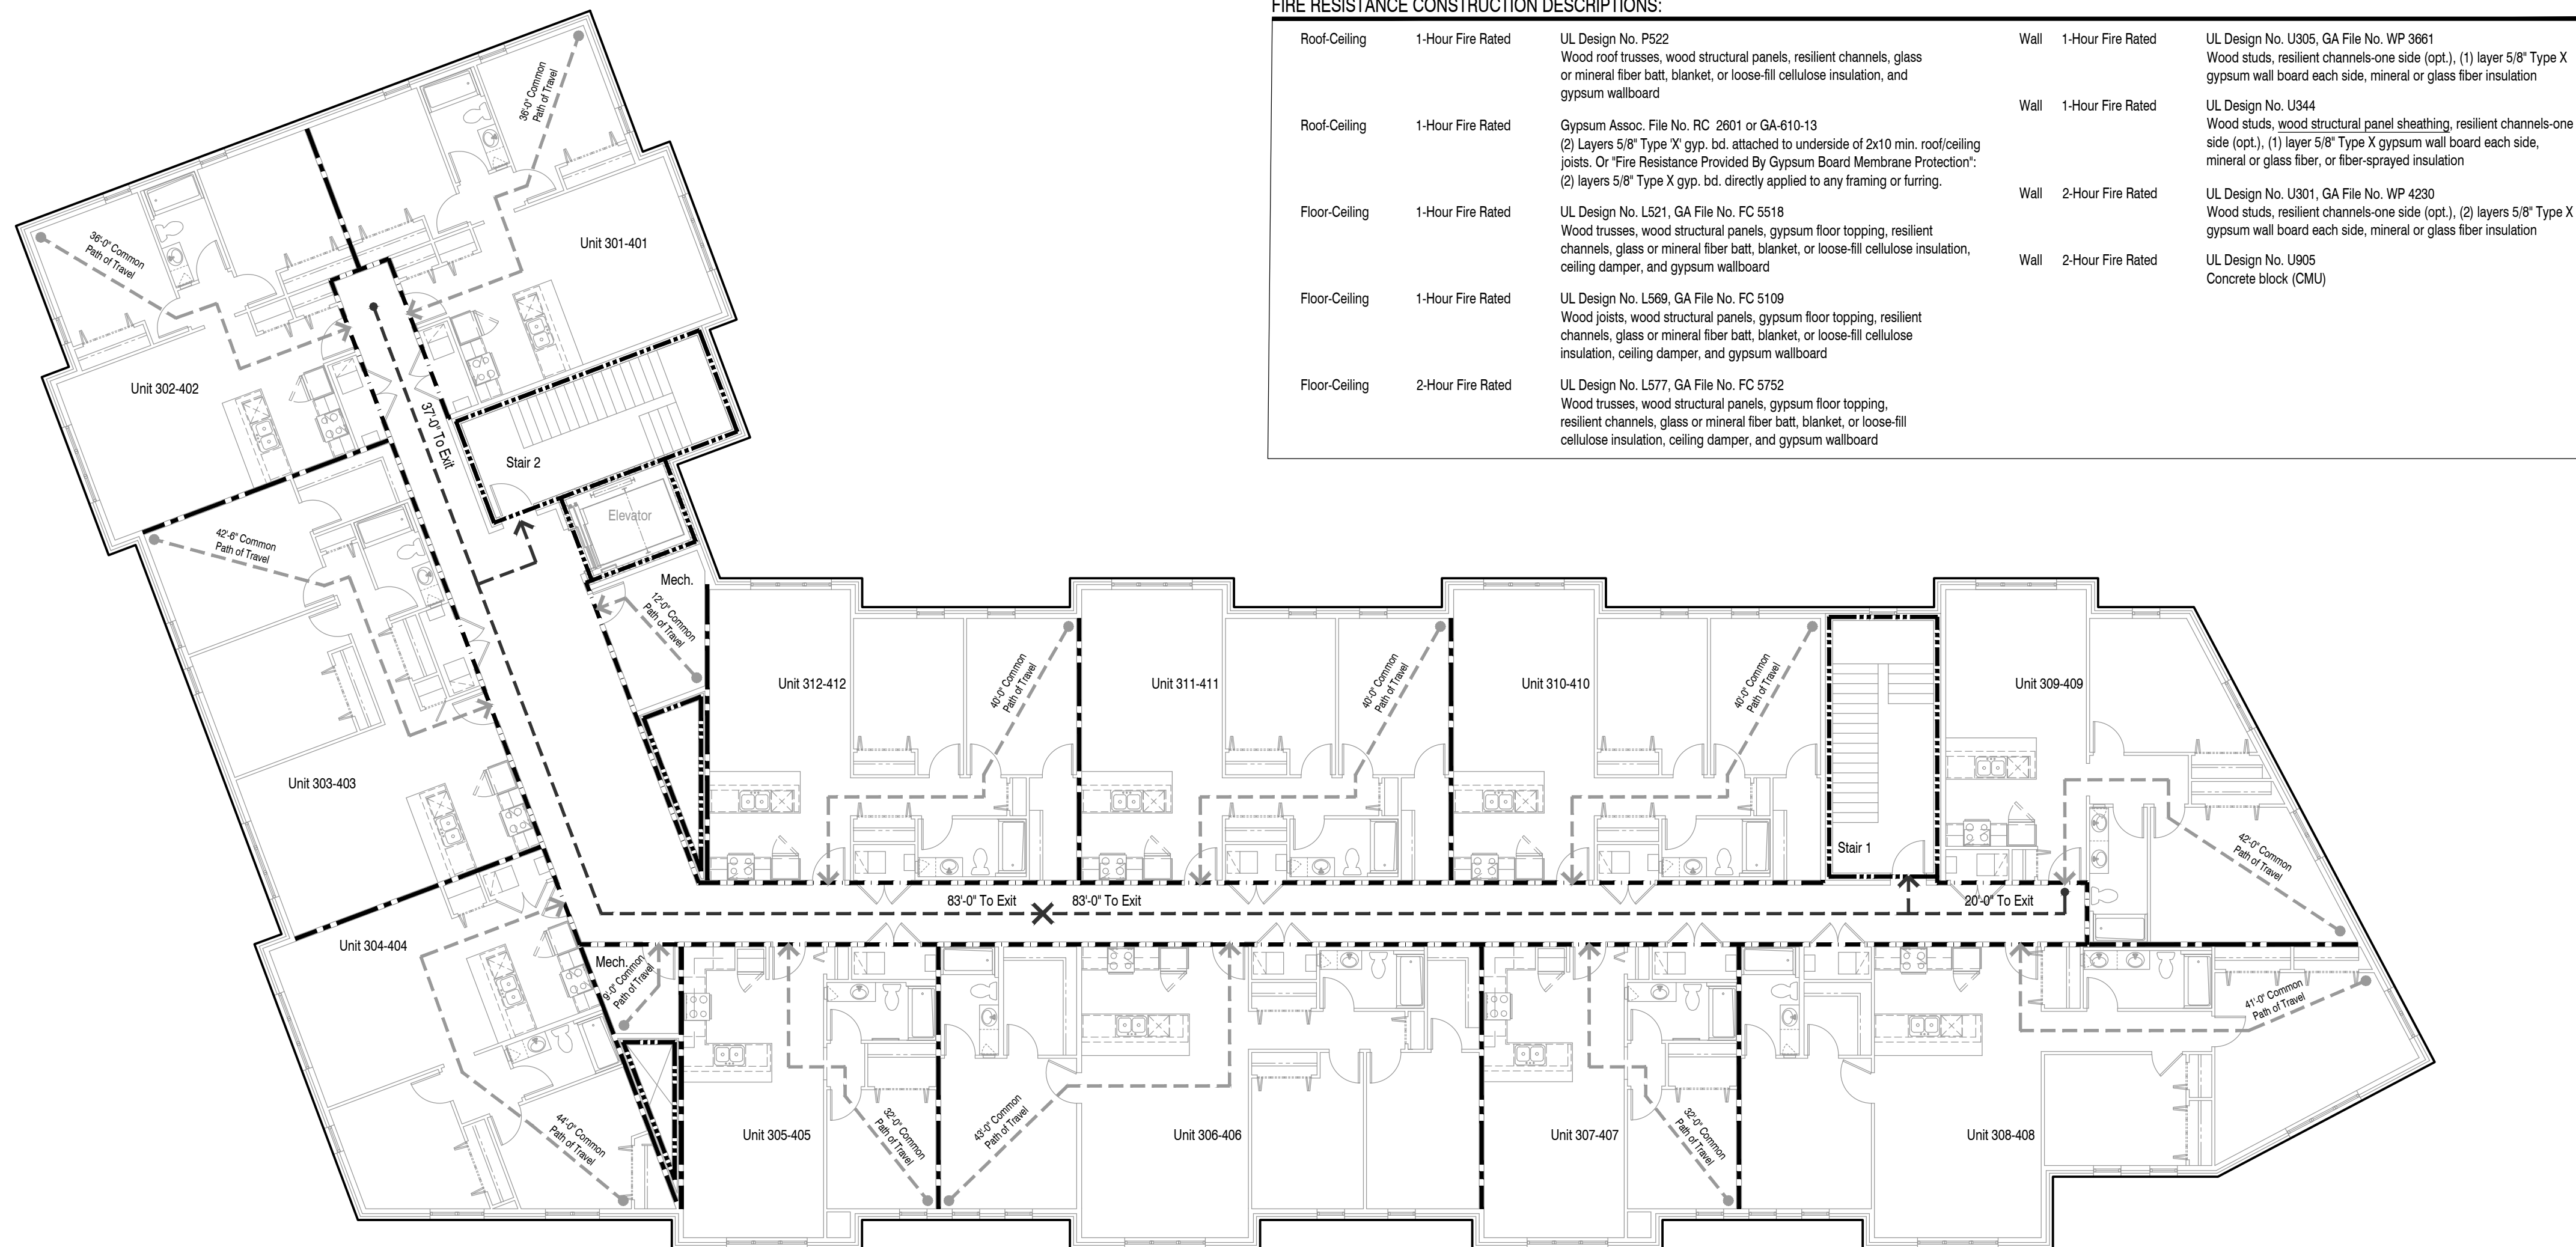 FIRE RESISTANCE CONSTRUCTION DESCRIPTIONS:
Roof-Ceiling 1-Hour Fire Rated UL Design No. P522
Wood roof trusses, wood structural panels, resilient channels, glass
or mineral fiber batt, blanket, or loose-fill cellulose insulation, and
gypsum wallboard
Roof-Ceiling 1-Hour Fire Rated Gypsum Assoc. File No. RC 2601 or GA-610-13
(2) Layers 5/8" Type 'X' gyp. bd. attached to underside of 2x10 min. roof/ceiling
joists. Or "Fire Resistance Provided By Gypsum Board Membrane Protection":
(2) layers 5/8" Type X gyp. bd. directly applied to any framing or furring.
Floor-Ceiling 1-Hour Fire Rated UL Design No. L521, GA File No. FC 5518
Wood trusses, wood structural panels, gypsum floor topping, resilient
channels, glass or mineral fiber batt, blanket, or loose-fill cellulose insulation,
ceiling damper, and gypsum wallboard
Floor-Ceiling 1-Hour Fire Rated UL Design No. L569, GA File No. FC 5109
Wood joists, wood structural panels, gypsum floor topping, resilient
channels, glass or mineral fiber batt, blanket, or loose-fill cellulose
insulation, ceiling damper, and gypsum wallboard
Floor-Ceiling 2-Hour Fire Rated UL Design No. L577, GA File No. FC 5752
Wood trusses, wood structural panels, gypsum floor topping,
resilient channels, glass or mineral fiber batt, blanket, or loose-fill
cellulose insulation, ceiling damper, and gypsum wallboard
Wall 1-Hour Fire Rated UL Design No. U305, GA File No. WP 3661
Wood studs, resilient channels-one side (opt.), (1) layer 5/8" Type X
gypsum wall board each side, mineral or glass fiber insulation
Wall 1-Hour Fire Rated UL Design No. U344
Wood studs, wood structural panel sheathing, resilient channels-one
side (opt.), (1) layer 5/8" Type X gypsum wall board each side,
mineral or glass fiber, or fiber-sprayed insulation
Wall 2-Hour Fire Rated UL Design No. U301, GA File No. WP 4230
Wood studs, resilient channels-one side (opt.), (2) layers 5/8" Type X
gypsum wall board each side, mineral or glass fiber insulation
Wall 2-Hour Fire Rated UL Design No. U905
Concrete block (CMU)
36'-0" Common
Path of Travel
Unit 301-401
36'-0" Common
Path of Travel
Unit 302-402
37'-0" To Exit
Stair 2
Elevator
42'-6" Common
Path of Travel
Mech.
12'-0" Common
Path of Travel
Unit 303-403
Unit 312-412
40'-0" Common
Path of Travel
Unit 311-411
40'-0" Common
Path of Travel
Unit 310-410
40'-0" Common
Path of Travel
Unit 309-409
Stair 1
42'-0" Common
Path of Travel
83'-0" To Exit
83'-0" To Exit
20'-0" To Exit
Unit 304-404
Mech.
9'-0" Common
Path of Travel
41'-0" Common
Path of Travel
44'-0" Common
Path of Travel
Unit 305-405
32'-0" Common
Path of Travel
43'-0" Common
Path of Travel
Unit 306-406
Unit 307-407
32'-0" Common
Path of Travel
Unit 308-408